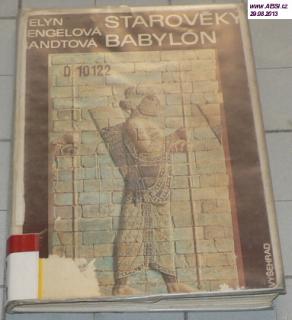 www.ABSI.cz
29.08.2013
ELYN
ENGELOVÁ
ANDTOVÁ
STAROVĚKÝ
BABYLÓN
D 10122
VYŠEHRAD